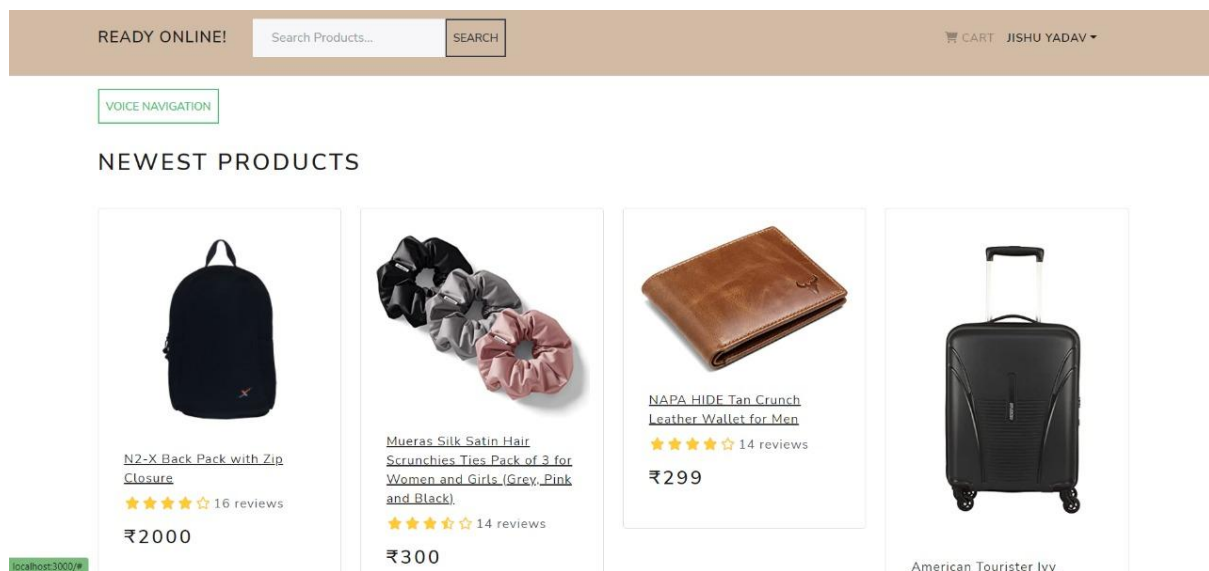 READY ONLINE!
Search Products...
SEARCH
CART
JISHU YADAV
VOICE NAVIGATION
NEWEST PRODUCTS
N2-X Back Pack with Zip
Closure
16 reviews
₹2000
Mueras Silk Satin Hair
Scrunchies Ties Pack of 3 for
Women and Girls (Grey, Pink
and Black)
14 reviews
₹300
NAPA HIDE Tan Crunch
Leather Wallet for Men
14 reviews
₹299
American Tourister Ivy
localhost:3000/#